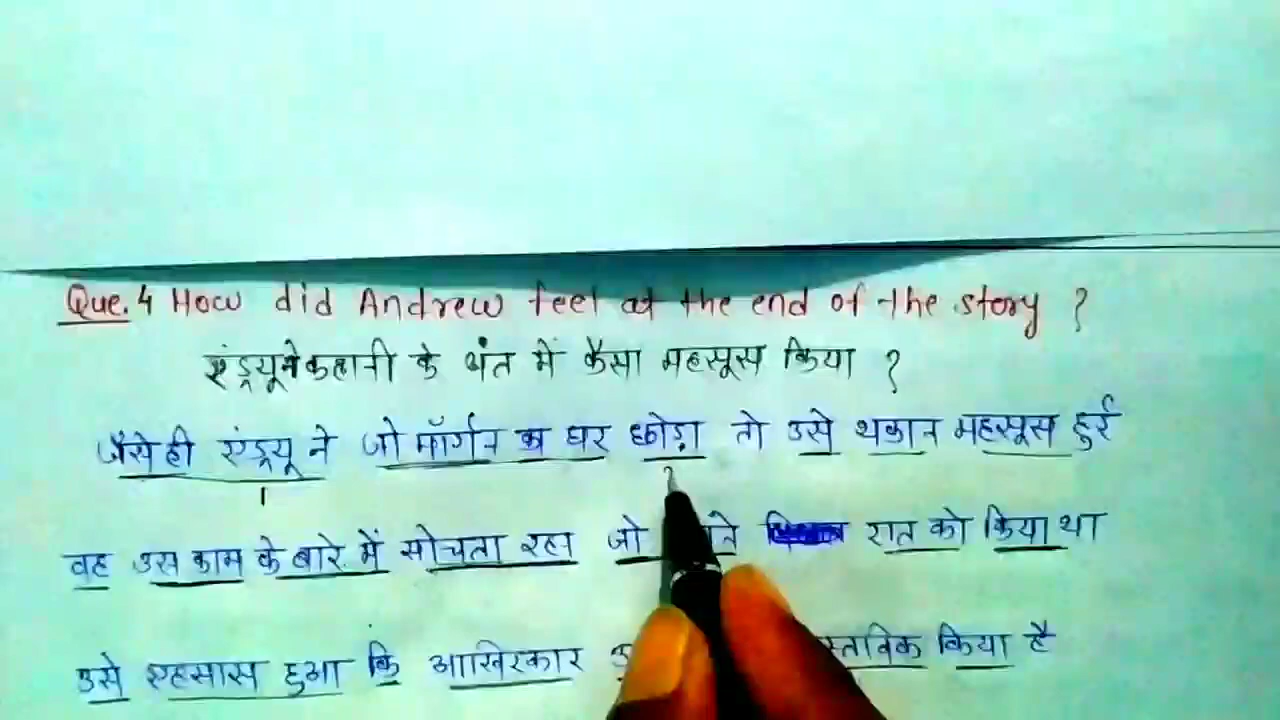 Que. 4 How did Andrew feel at the end of the story ?
एंड्रयू ने कहानी के अंत में कैसा महसूस किया ?
जैसे ही एंड्रयू ने जो मॉर्गन का घर छोड़ा तो उसे थकान महसूस हुई
वह उस काम के बारे में सोचता रहा जो रात को किया था
उसे एहसास हुआ कि आखिरकार किया है